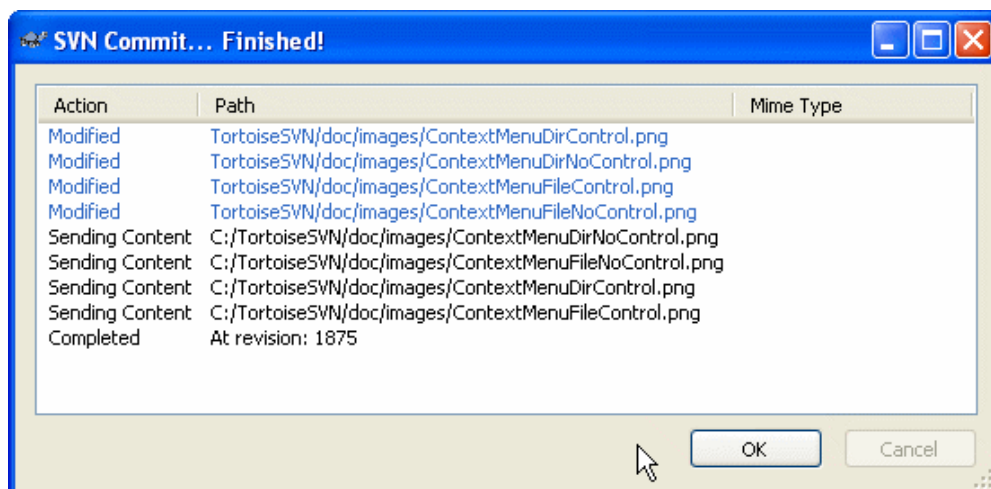 SVN Commit... Finished!
Action Path Mime Type
Modified TortoiseSVN/doc/images/ContextMenuDirControl.png
Modified TortoiseSVN/doc/images/ContextMenuDirNoControl.png
Modified TortoiseSVN/doc/images/ContextMenuFileControl.png
Modified TortoiseSVN/doc/images/ContextMenuFileNoControl.png
Sending Content C:/TortoiseSVN/doc/images/ContextMenuDirNoControl.png
Sending Content C:/TortoiseSVN/doc/images/ContextMenuFileNoControl.png
Sending Content C:/TortoiseSVN/doc/images/ContextMenuDirControl.png
Sending Content C:/TortoiseSVN/doc/images/ContextMenuFileControl.png
Completed At revision: 1875
OK Cancel